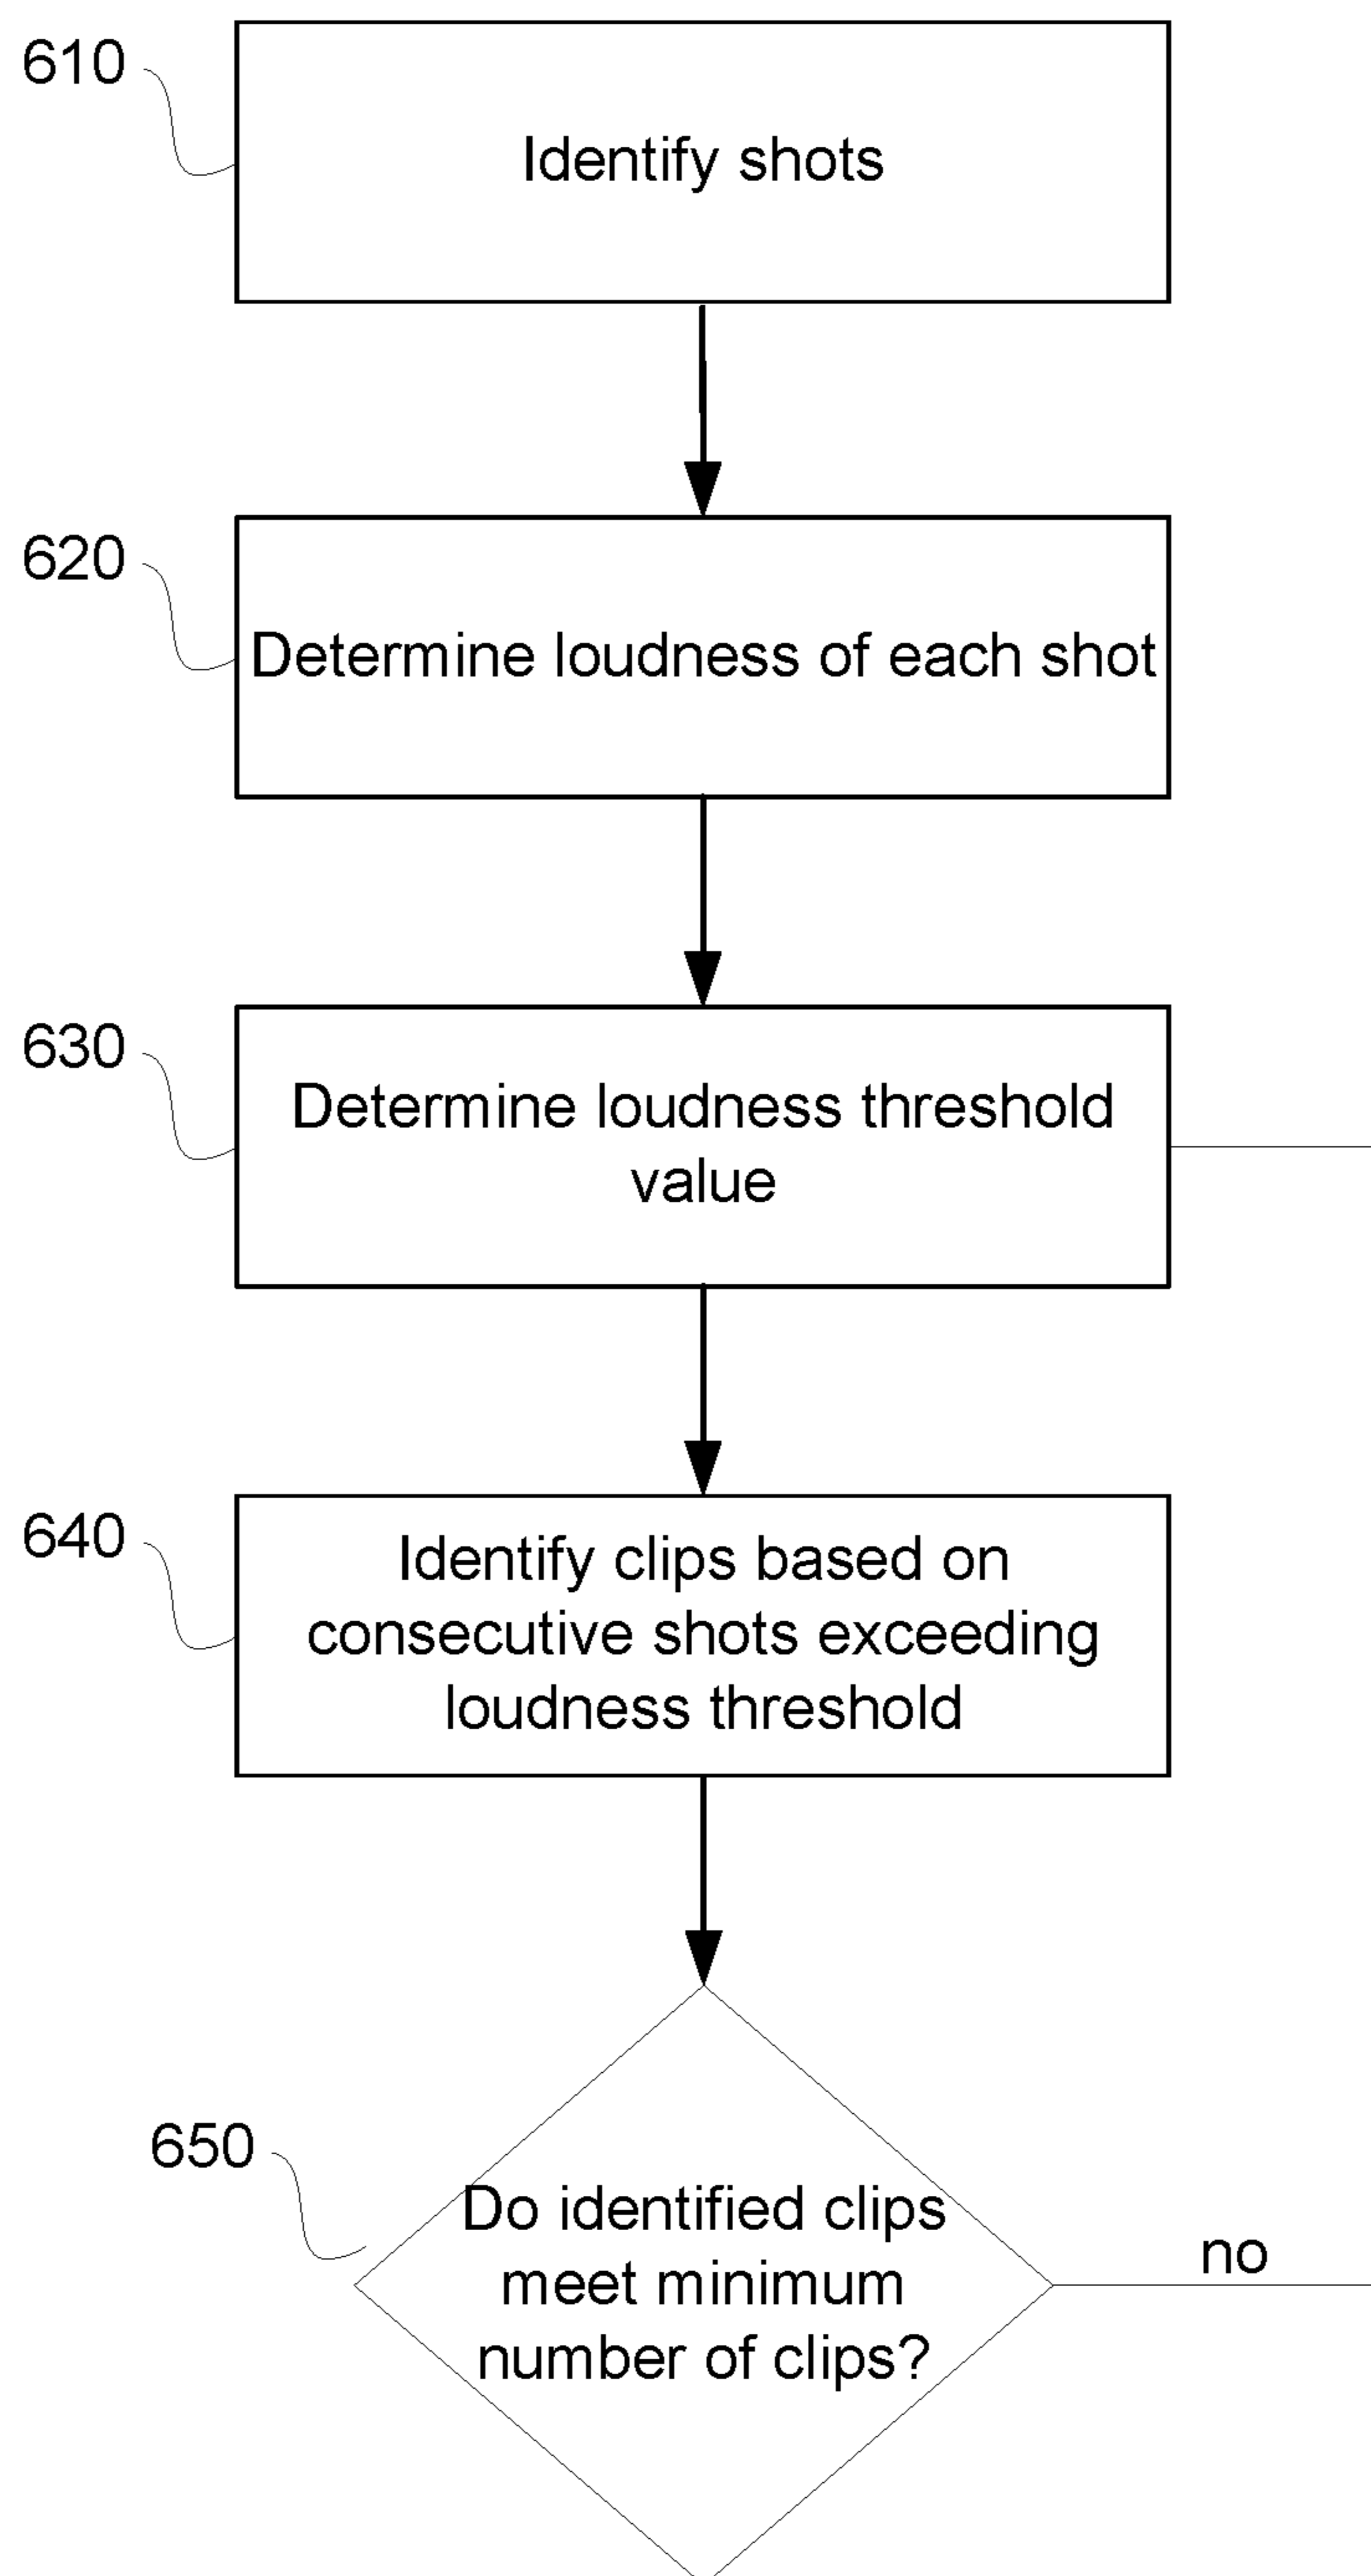 610
Identify shots
620
Determine loudness of each shot
630
Determine loudness threshold
value
640
Identify clips based on
consecutive shots exceeding
loudness threshold
650
Do identified clips
meet minimum
number of clips?
no